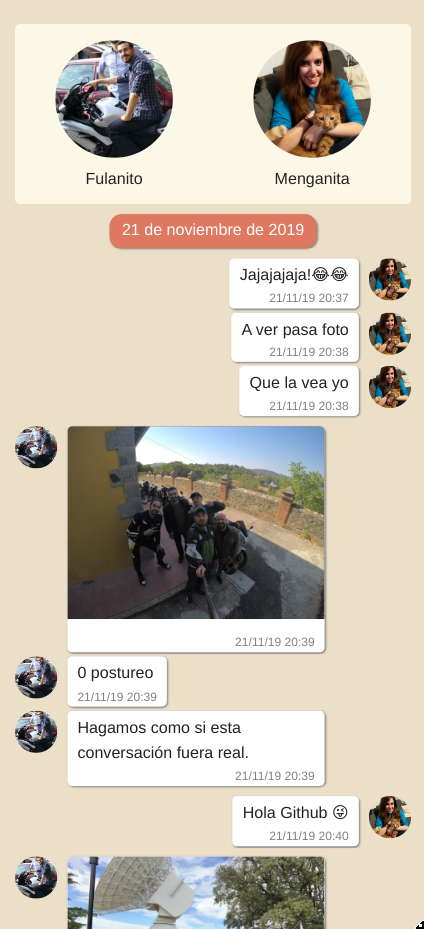 Fulanito
Menganita
21 de noviembre de 2019
Jajajajaja!😂😂
21/11/19 20:37
A ver pasa foto
21/11/19 20:38
Que la vea yo
21/11/19 20:38
21/11/19 20:39
0 postureo
21/11/19 20:39
Hagamos como si esta
conversación fuera real.
21/11/19 20:39
Hola Github 😜
21/11/19 20:40